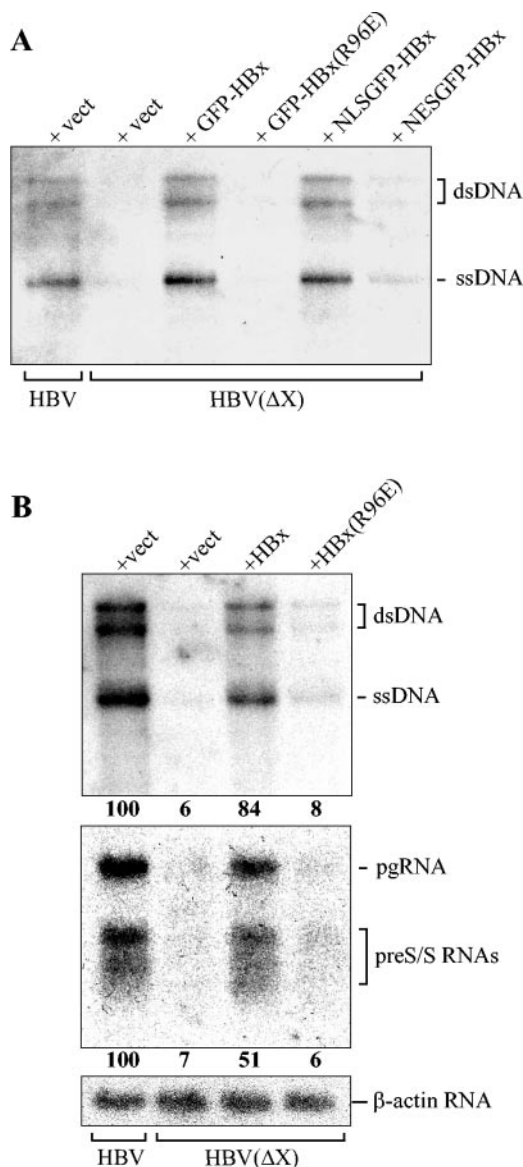 A
+ vect
+ vect
+ GFP-HBx
+ GFP-HBx(R96E)
+ NLSGFP-HBx
+ NESGFP-HBx
dsDNA
ssDNA
HBV
HBV(ΔX)
B
+vect
+vect
+HBx
+HBx(R96E)
dsDNA
ssDNA
100 6 84 8
pgRNA
preS/S RNAs
100 7 51 6
β-actin RNA
HBV
HBV(ΔX)